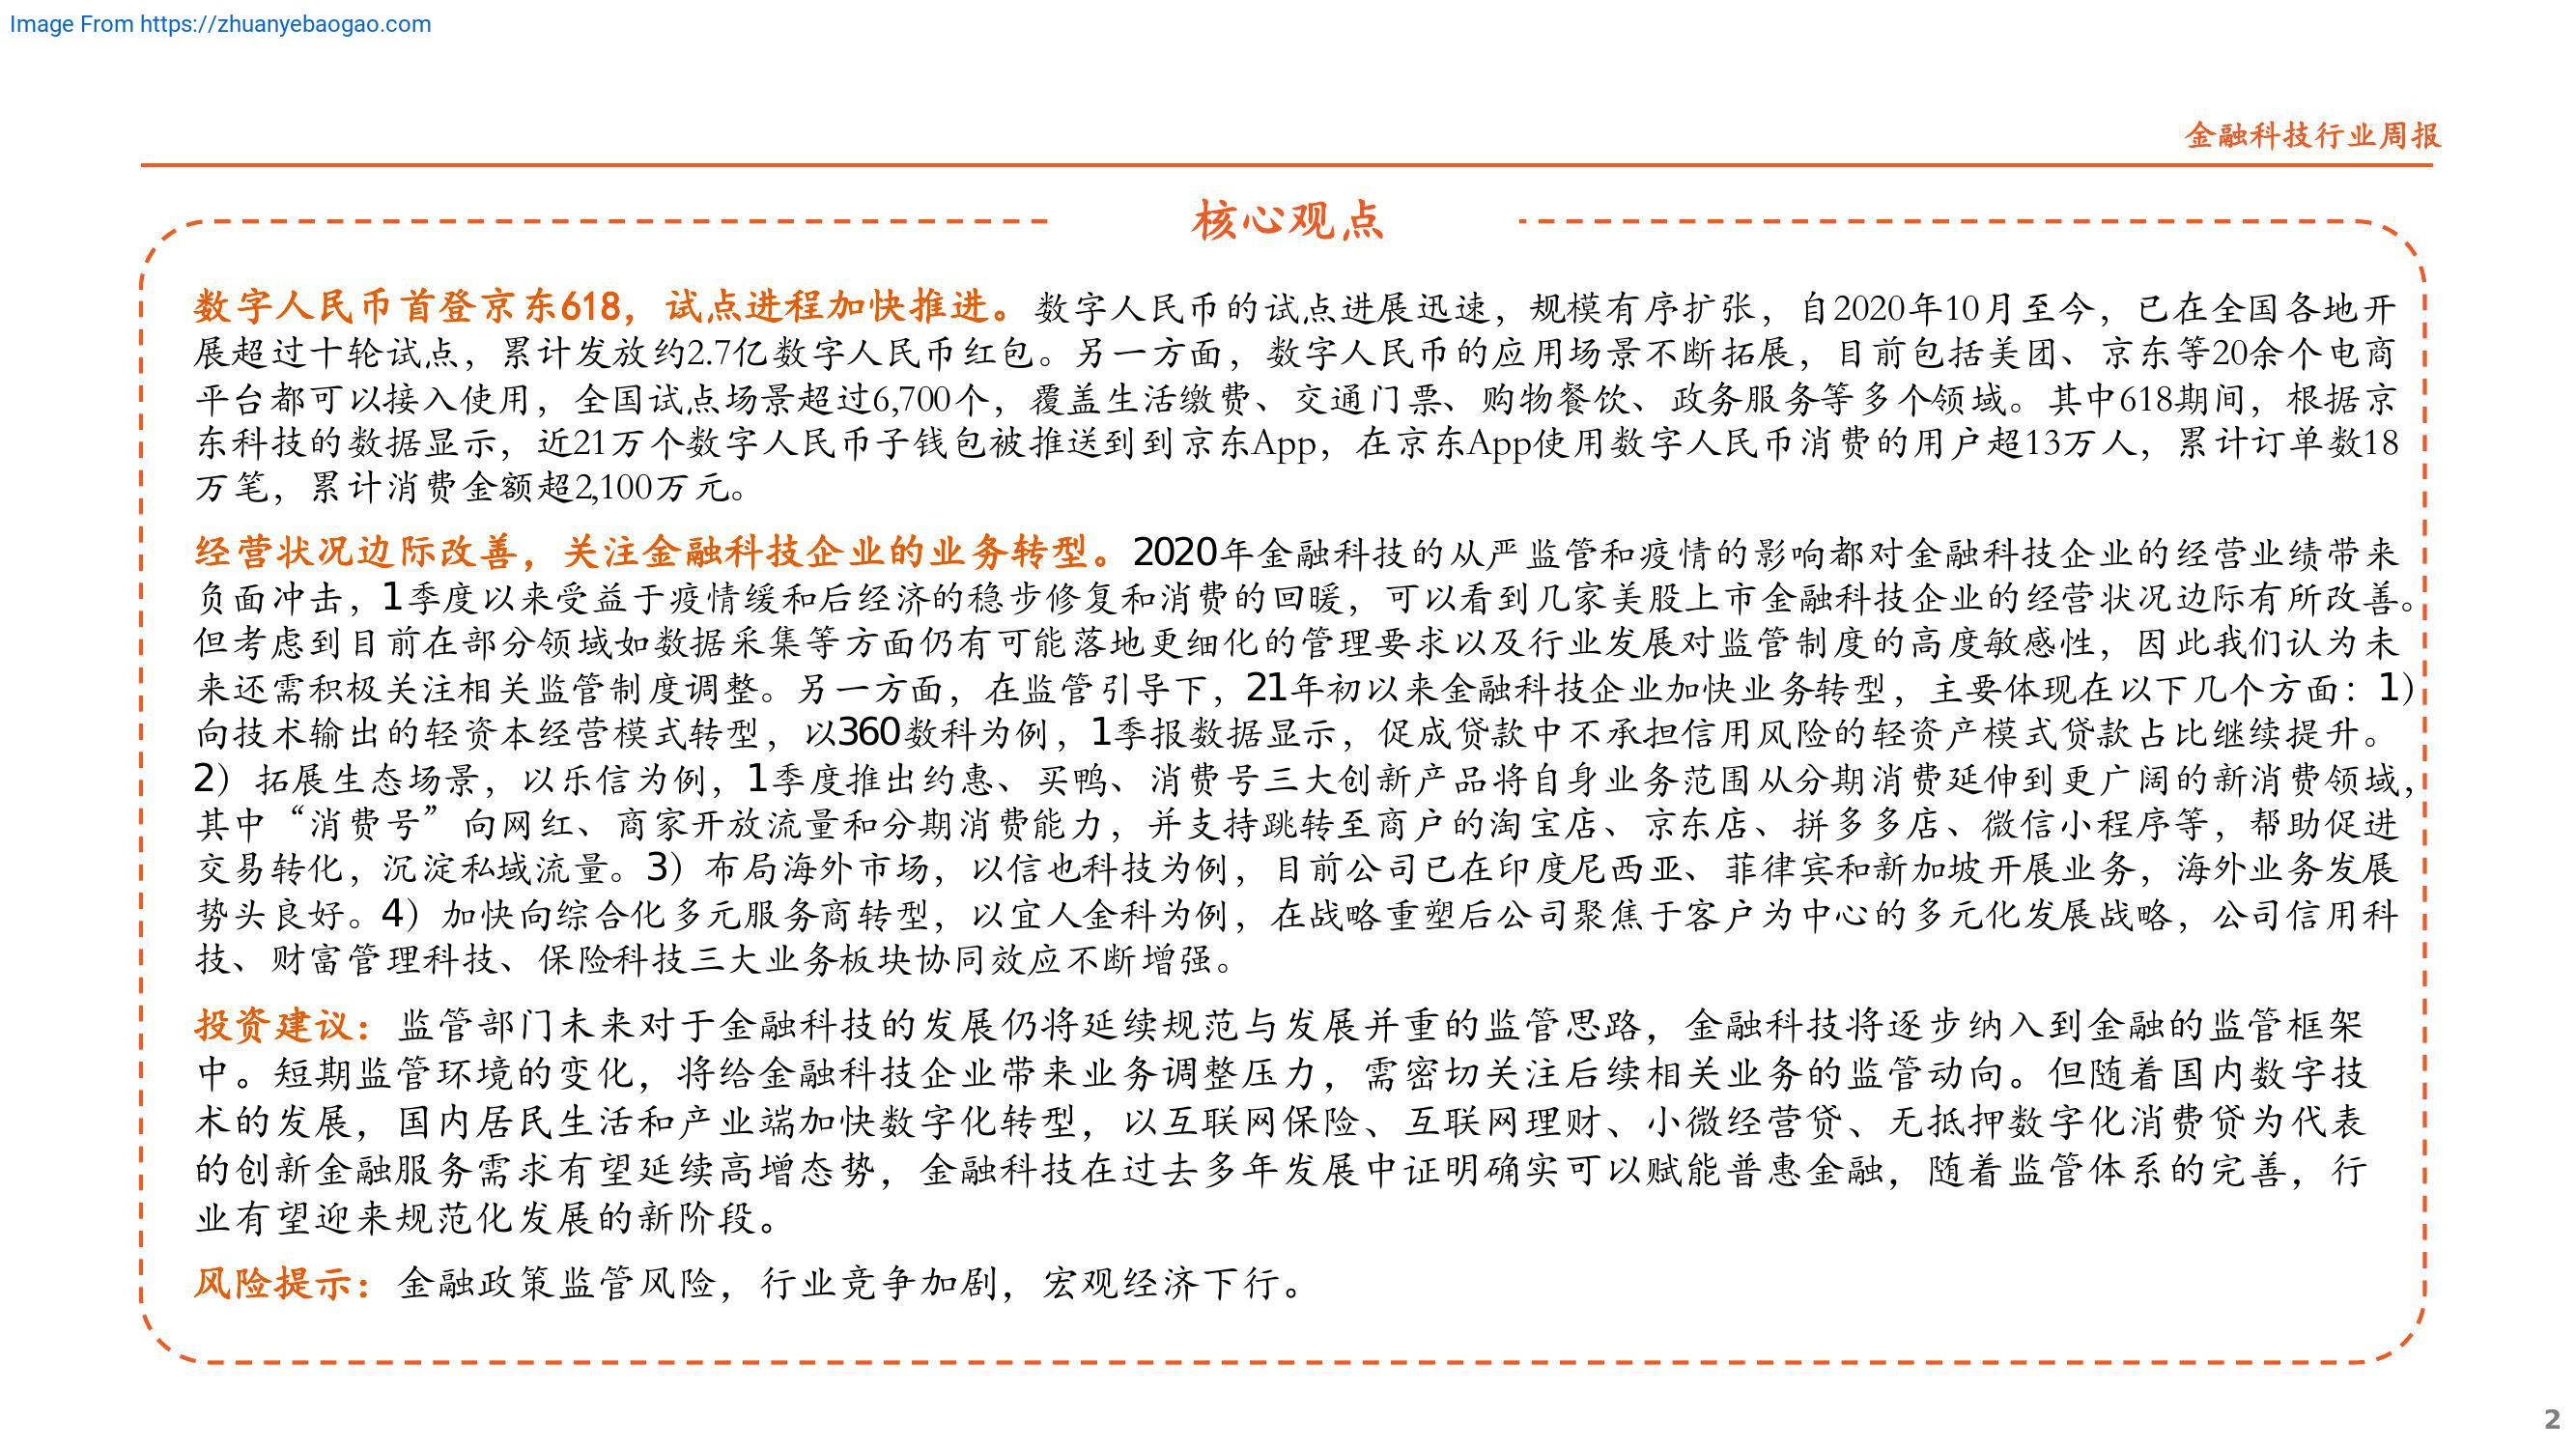 Image From https://zhuanyebaogao.com
金融科技行业周报
核心观点
数字人民币首登京东618，试点进程加快推进。数字人民币的试点进展迅速，规模有序扩张，自2020年10月至今，已在全国各地开
展超过十轮试点，累计发放约2.7亿数字人民币红包。另一方面，数字人民币的应用场景不断拓展，目前包括美团、京东等20余个电商
平台都可以接入使用，全国试点场景超过6,700个，覆盖生活缴费、交通门票、购物餐饮、政务服务等多个领域。其中618期间，根据京
东科技的数据显示，近21万个数字人民币子钱包被推送到到京东App，在京东App使用数字人民币消费的用户超13万人，累计订单数18
万笔，累计消费金额超2,100万元。
经营状况边际改善，关注金融科技企业的业务转型。2020年金融科技的从严监管和疫情的影响都对金融科技企业的经营业绩带来
负面冲击，1季度以来受益于疫情缓和后经济的稳步修复和消费的回暖，可以看到几家美股上市金融科技企业的经营状况边际有所改善。
但考虑到目前在部分领域如数据采集等方面仍有可能落地更细化的管理要求以及行业发展对监管制度的高度敏感性，因此我们认为未
来还需积极关注相关监管制度调整。另一方面，在监管引导下，21年初以来金融科技企业加快业务转型，主要体现在以下几个方面：1）
向技术输出的轻资本经营模式转型，以360数科为例，1季报数据显示，促成贷款中不承担信用风险的轻资产模式贷款占比继续提升。
2）拓展生态场景，以乐信为例，1季度推出约惠、买鸭、消费号三大创新产品将自身业务范围从分期消费延伸到更广阔的新消费领域，
其中“消费号”向网红、商家开放流量和分期消费能力，并支持跳转至商户的淘宝店、京东店、拼多多店、微信小程序等，帮助促进
交易转化，沉淀私域流量。3）布局海外市场，以信也科技为例，目前公司已在印度尼西亚、菲律宾和新加坡开展业务，海外业务发展
势头良好。4）加快向综合化多元服务商转型，以宜人金科为例，在战略重塑后公司聚焦于客户为中心的多元化发展战略，公司信用科
技、财富管理科技、保险科技三大业务板块协同效应不断增强。
投资建议：监管部门未来对于金融科技的发展仍将延续规范与发展并重的监管思路，金融科技将逐步纳入到金融的监管框架
中。短期监管环境的变化，将给金融科技企业带来业务调整压力，需密切关注后续相关业务的监管动向。但随着国内数字技
术的发展，国内居民生活和产业端加快数字化转型，以互联网保险、互联网理财、小微经营贷、无抵押数字化消费贷为代表
的创新金融服务需求有望延续高增态势，金融科技在过去多年发展中证明确实可以赋能普惠金融，随着监管体系的完善，行
业有望迎来规范化发展的新阶段。
风险提示：金融政策监管风险，行业竞争加剧，宏观经济下行。
2